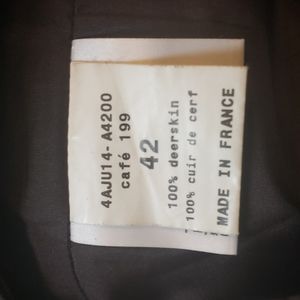 4AJU14-A4200
café 199
42
100% deerskin
100% cuir de cerf
MADE IN FRANCE